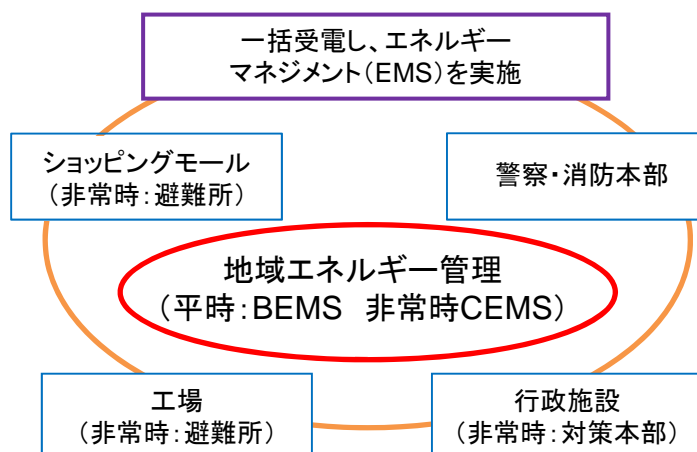 一括受電し、エネルギー
マネジメント(EMS)を実施
ショッピングモール
(非常時:避難所)
警察・消防本部
地域エネルギー管理
(平時:BEMS 非常時CEMS)
工場
(非常時:避難所)
行政施設
(非常時:対策本部)